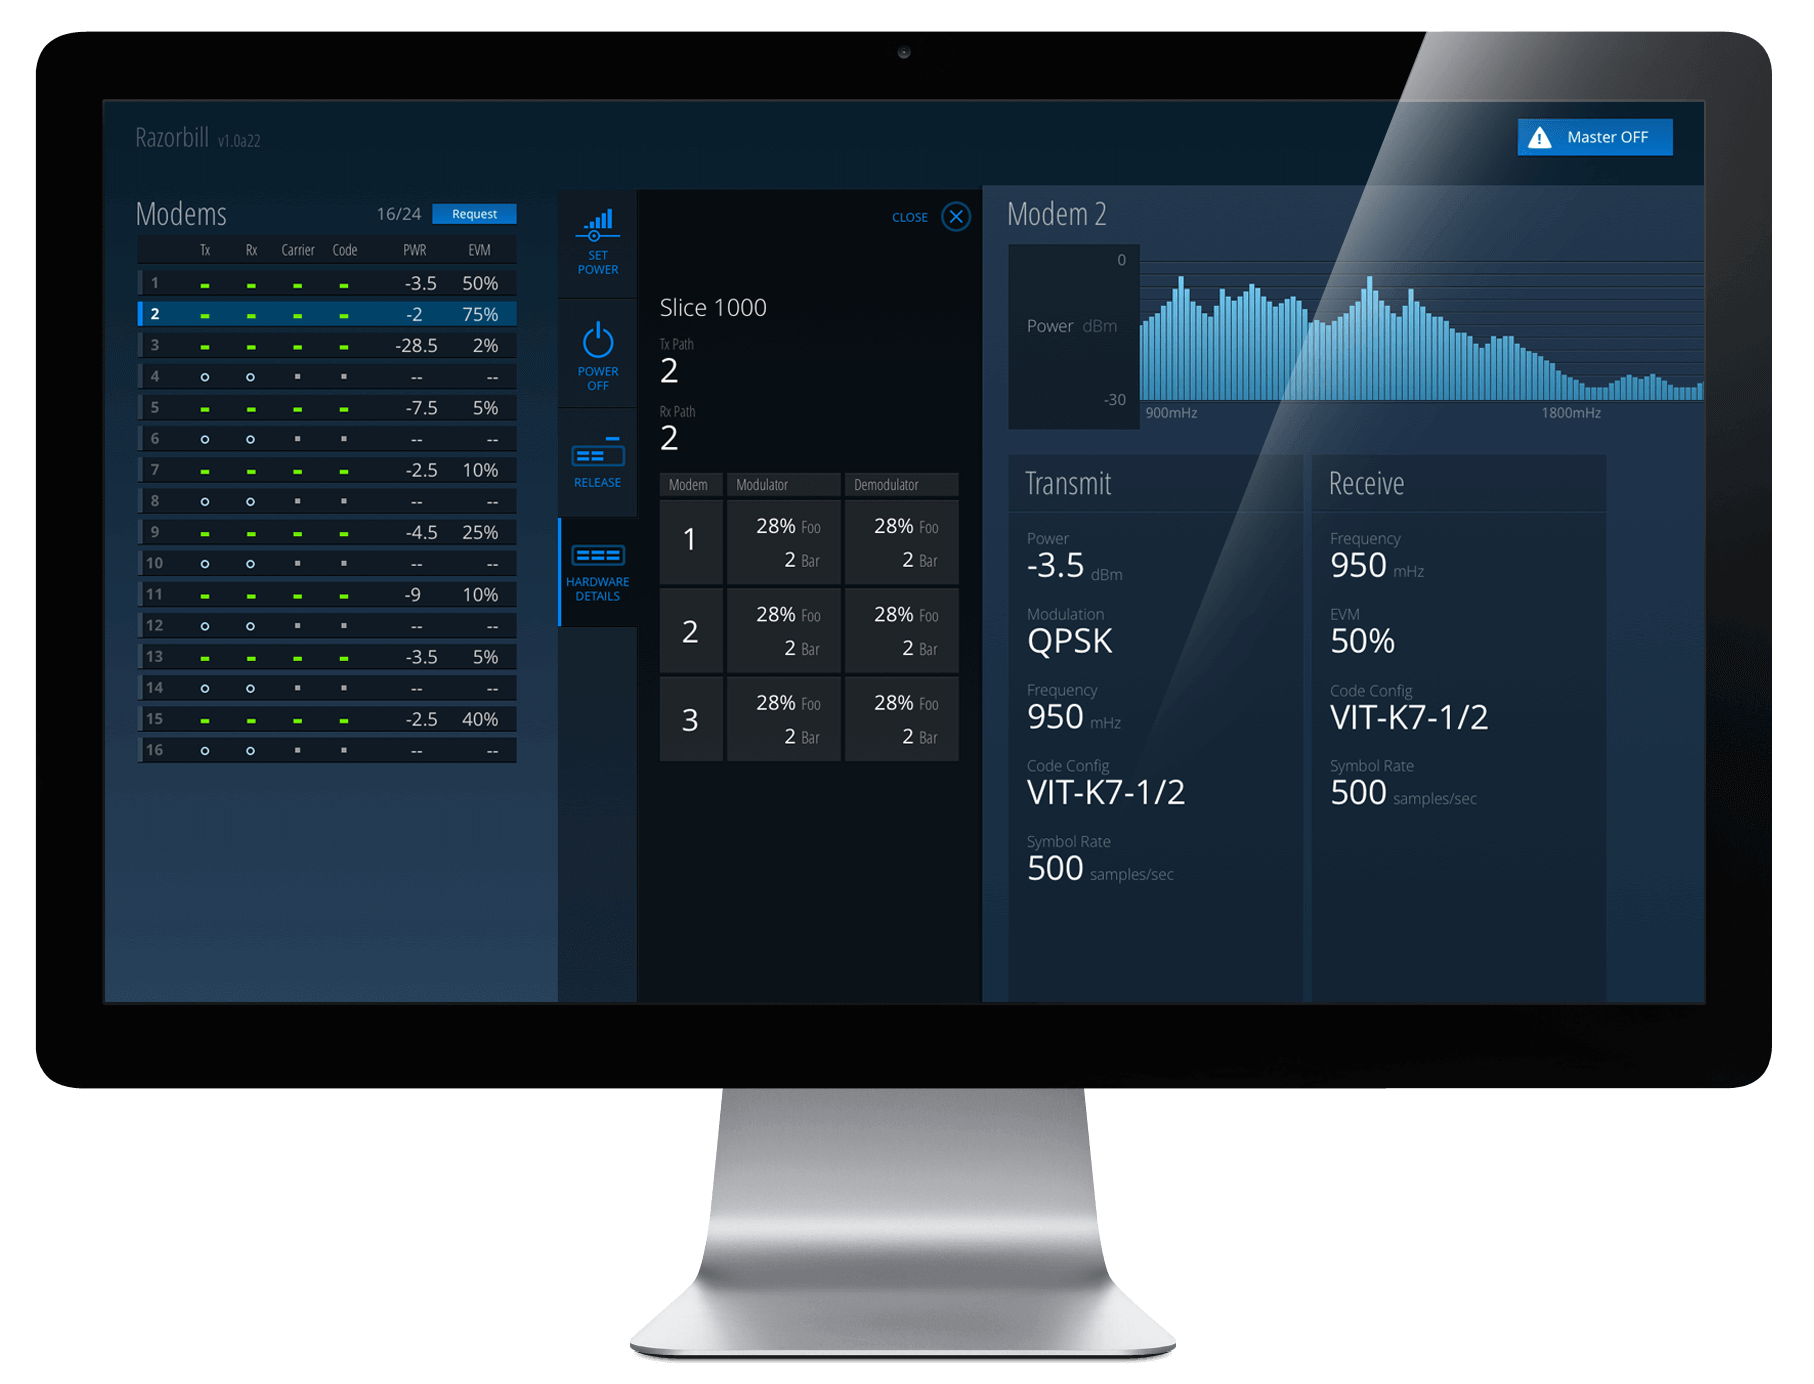 Razorbill v1.0a22
Master OFF
Modems 16/24 Request
Tx Rx Carrier Code PWR EVM
1 -3.5 50%
2 -2 75%
3 -28.5 2%
4 -- --
5 -7.5 5%
6 -- --
7 -2.5 10%
8 -- --
9 -4.5 25%
10 -- --
11 -9 10%
12 -- --
13 -3.5 5%
14 -- --
15 -2.5 40%
16 -- --
SET
POWER
POWER
OFF
RELEASE
HARDWARE
DETAILS
CLOSE
Slice 1000
Tx Path
2
Rx Path
2
Modem Modulator Demodulator
1
28% Foo 28% Foo
2 Bar 2 Bar
2
28% Foo 28% Foo
2 Bar 2 Bar
3
28% Foo 28% Foo
2 Bar 2 Bar
Modem 2
0
Power dBm
-30
900mHz 1800mHz
Transmit
Power
-3.5 dBm
Modulation
QPSK
Frequency
950 mHz
Code Config
VIT-K7-1/2
Symbol Rate
500 samples/sec
Receive
Frequency
950 mHz
EVM
50%
Code Config
VIT-K7-1/2
Symbol Rate
500 samples/sec